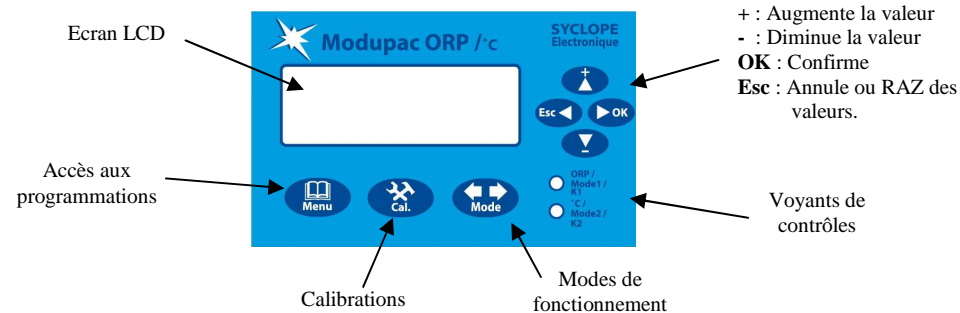 Ecran LCD
Modupac ORP /°c
SYCLOPE
Electronique
+ : Augmente la valeur
- : Diminue la valeur
OK : Confirme
Esc : Annule ou RAZ des
valeurs.
+
Esc
OK
-
Accès aux
programmations
Menu
Cal.
Mode
ORP /
Mode1 /
K1
°C /
Mode2 /
K2
Voyants de
contrôles
Calibrations
Modes de
fonctionnement